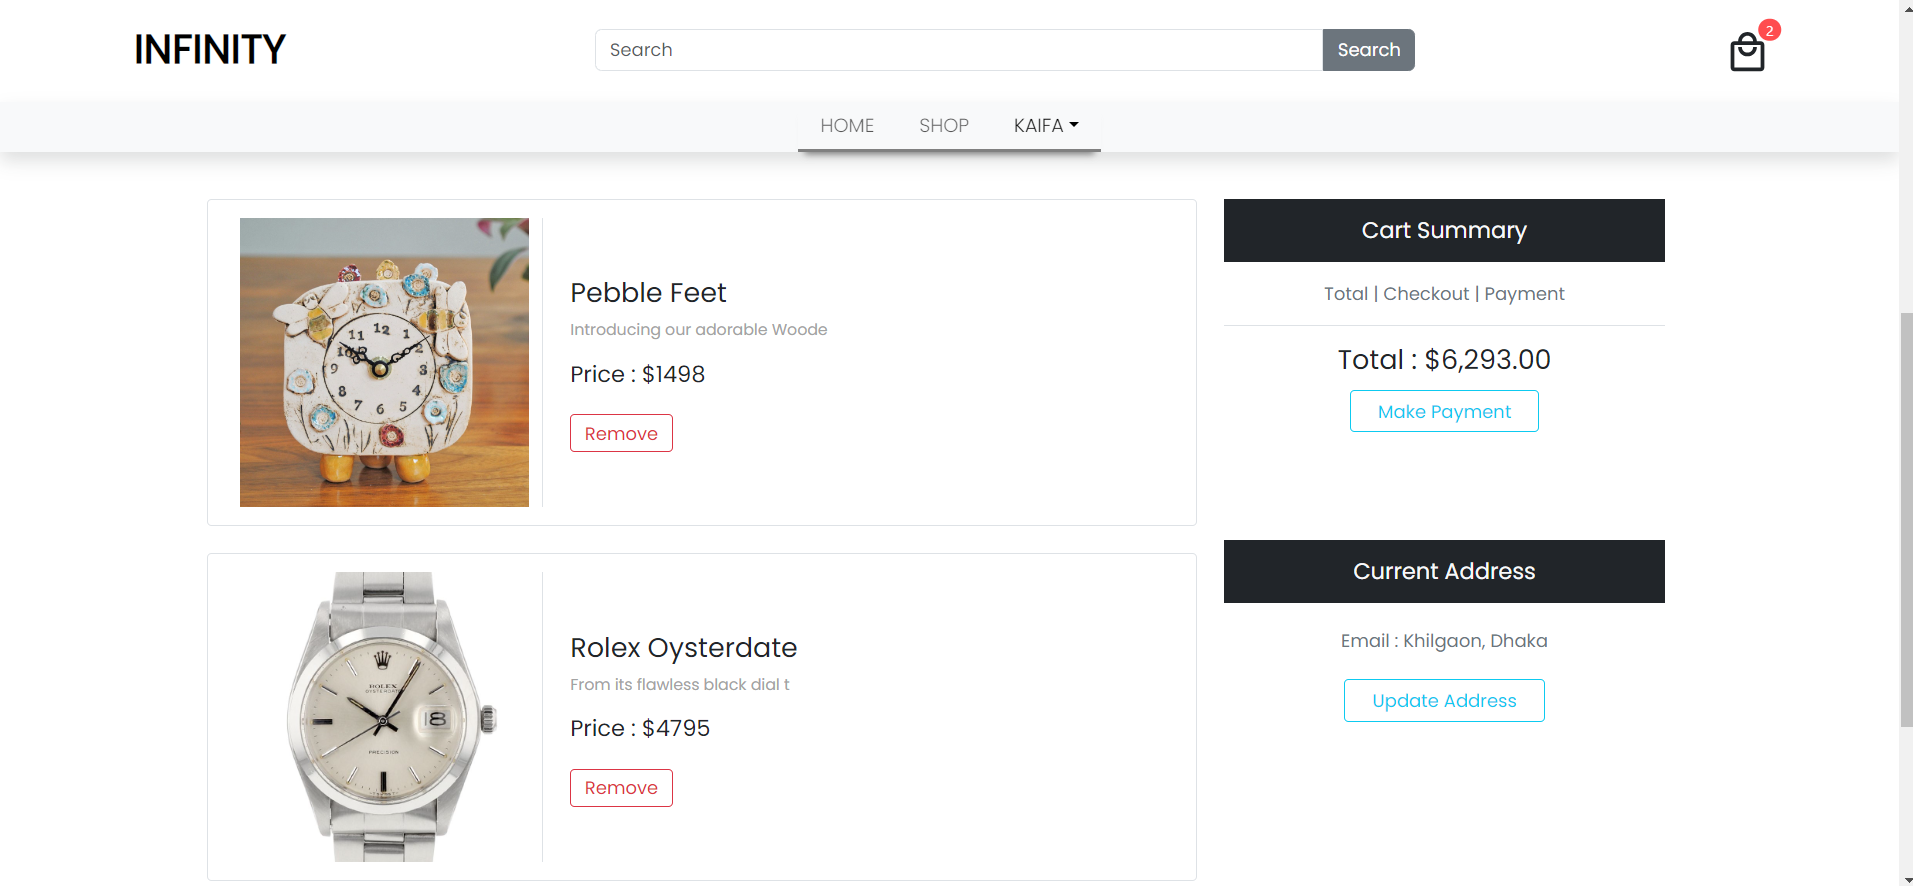 INFINITY
Search
Search
2
HOME
SHOP
KAIFA
Pebble Feet
Introducing our adorable Woode
Price : $1498
Remove
12
1
2
3
4
5
6
7
8
9
10
11
Cart Summary
Total | Checkout | Payment
Total : $6,293.00
Make Payment
Rolex Oysterdate
From its flawless black dial t
Price : $4795
Remove
ROLEX
OYSTERDATE
PRECISION
8
Current Address
Email : Khilgaon, Dhaka
Update Address